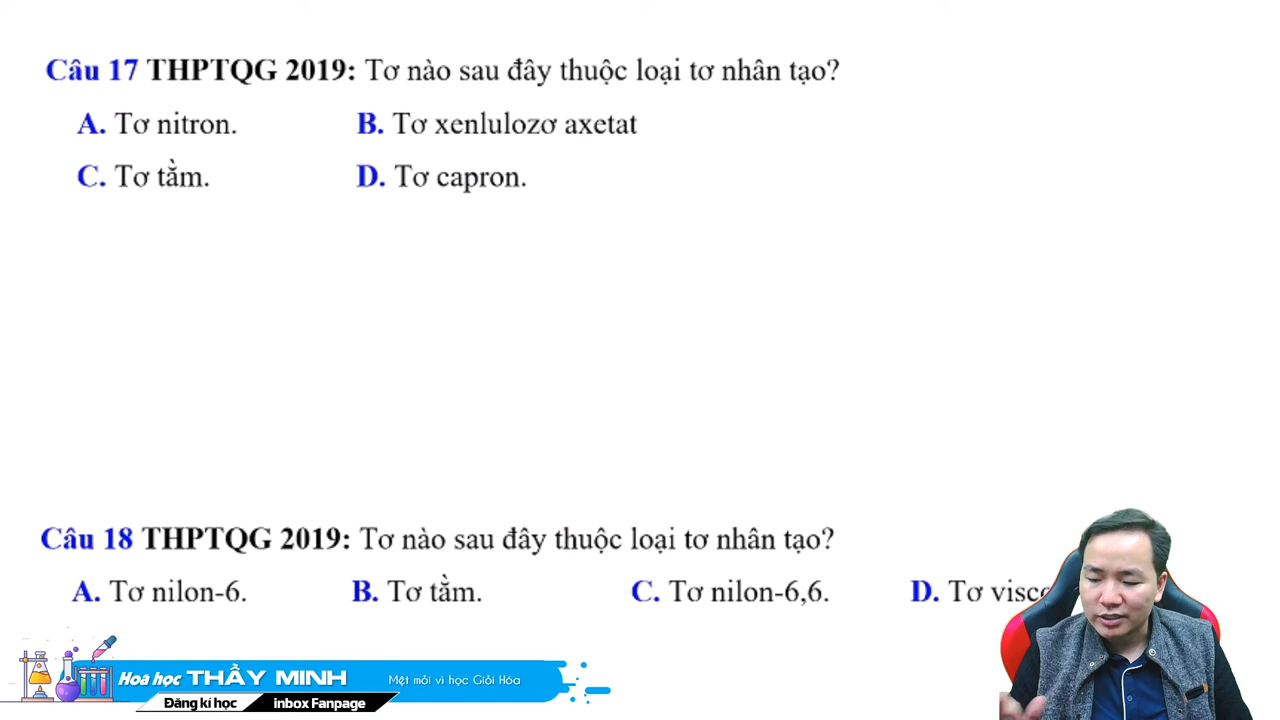 Câu 17 THPTQG 2019: Tơ nào sau đây thuộc loại tơ nhân tạo?
A. Tơ nitron. B. Tơ xenlulozơ axetat
C. Tơ tằm. D. Tơ capron.
Câu 18 THPTQG 2019: Tơ nào sau đây thuộc loại tơ nhân tạo?
A. Tơ nilon-6. B. Tơ tằm. C. Tơ nilon-6,6. D. Tơ
Hoá học THẦY MINH Mệt mỏi vì học Giỏi Hóa
Đăng kí học inbox Fanpage